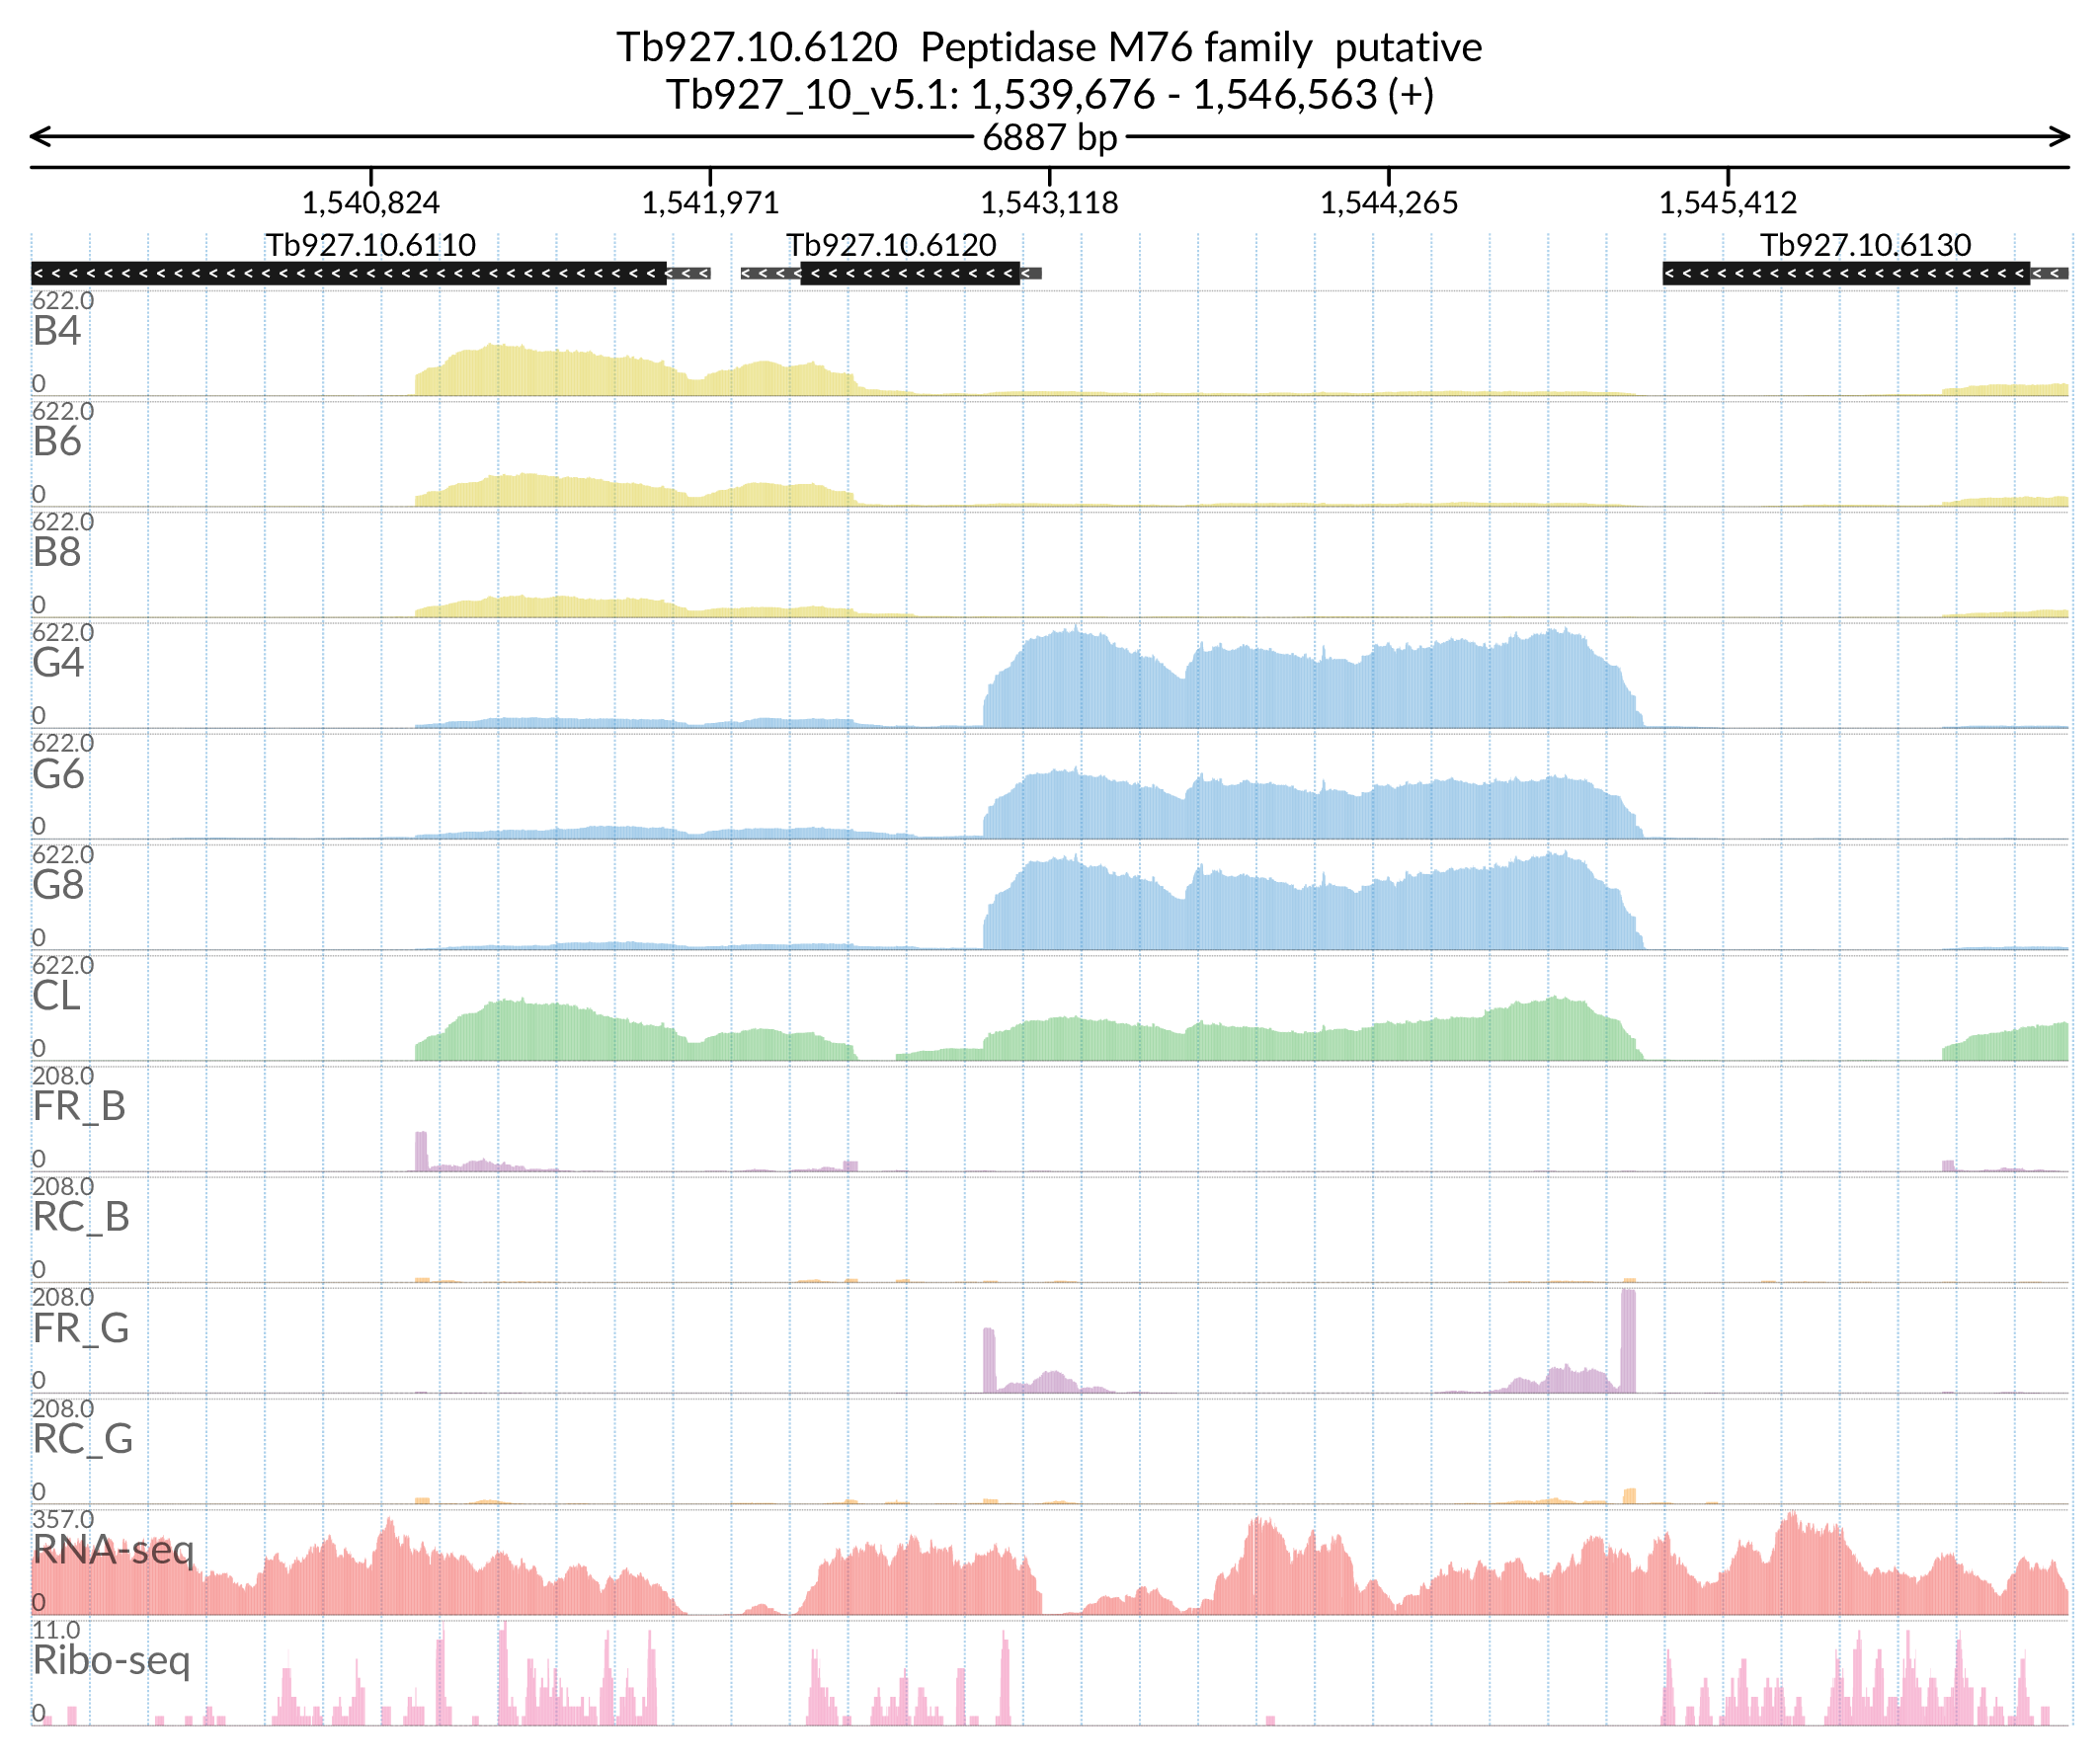 Tb927.10.6120 Peptidase M76 family putative
Tb927_10_v5.1: 1,539,676 - 1,546,563 (+)
6887 bp
1,540,824 1,541,971 1,543,118 1,544,265 1,545,412
Tb927.10.6110 Tb927.10.6120 Tb927.10.6130
622.0
B4
0
622.0
B6
0
622.0
B8
0
622.0
G4
0
622.0
G6
0
622.0
G8
0
622.0
CL
0
208.0
FR_B
0
208.0
RC_B
0
208.0
FR_G
0
208.0
RC_G
0
357.0
RNA-seq
0
11.0
Ribo-seq
0